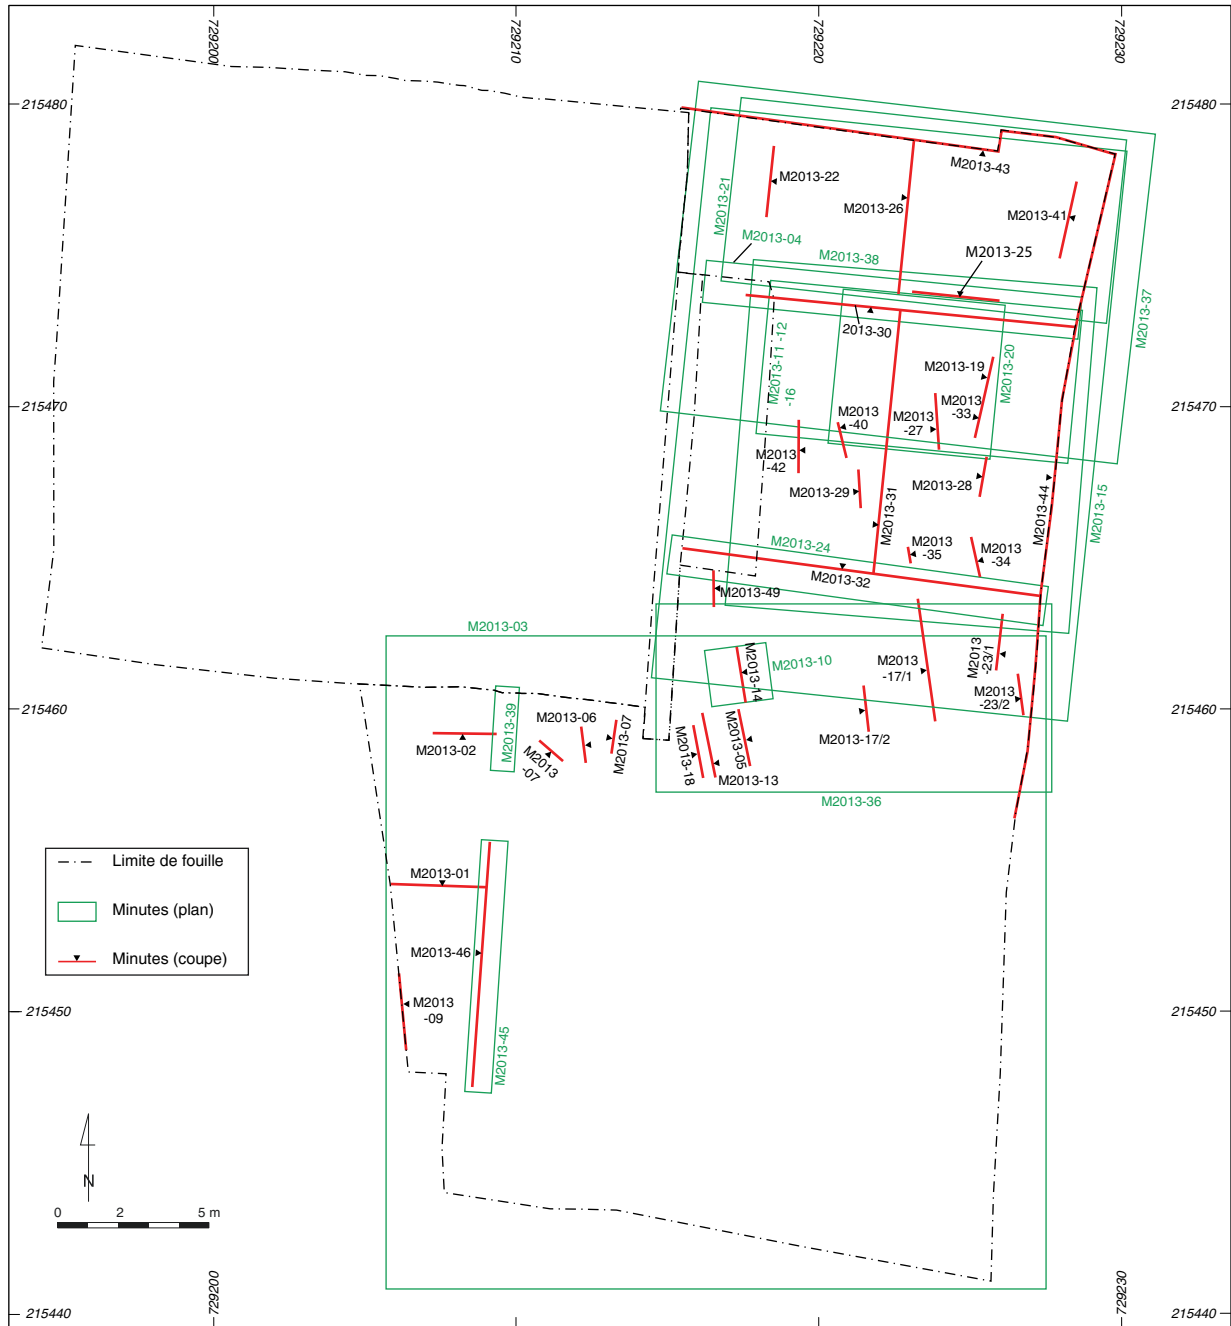 729200
729210
729220
729230
215480
215480
M2013-43
M2013-22
M2013-21
M2013-26
M2013-41
M2013-04
M2013-38
M2013-25
M2013-37
2013-30
M2013-11 -12
-16
M2013-20
M2013-19
215470
215470
M2013
-40
M2013
-27
M2013
-33
M2013
-42
M2013-29
M2013-31
M2013-28
M2013-44
M2013-15
M2013-24
M2013
-35
M2013
-34
M2013-32
M2013-49
M2013-03
M2013-14
M2013-10
M2013
-17/1
M2013
-23/1
M2013
-23/2
215460
215460
M2013-02
M2013-39
M2013-06
M2013
-07
M2013-07
M2013-18
M2013-13
M2013-05
M2013-17/2
M2013-36
Limite de fouille
Minutes (plan)
Minutes (coupe)
M2013-01
M2013-46
M2013
-09
M2013-45
215450
215450
N
0 2 5 m
729200
729230
215440
215440